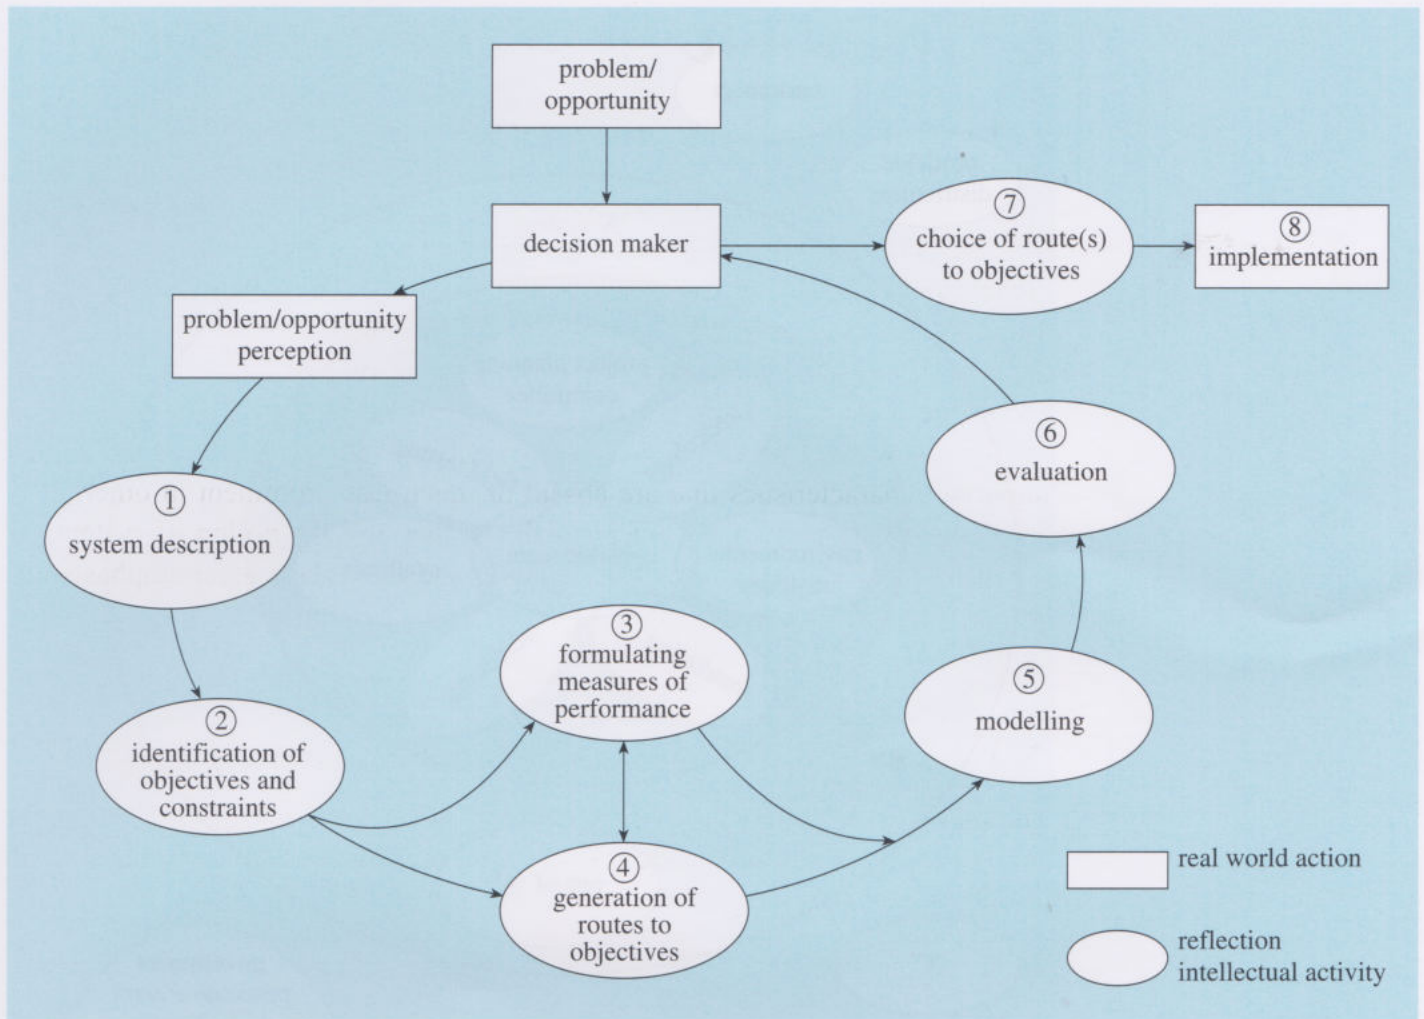 problem/
opportunity
decision maker
problem/opportunity
perception
①
system description
②
identification of
objectives and
constraints
③
formulating
measures of
performance
④
generation of
routes to
objectives
⑤
modelling
⑥
evaluation
⑦
choice of route(s)
to objectives
⑧
implementation
real world action
reflection
intellectual activity